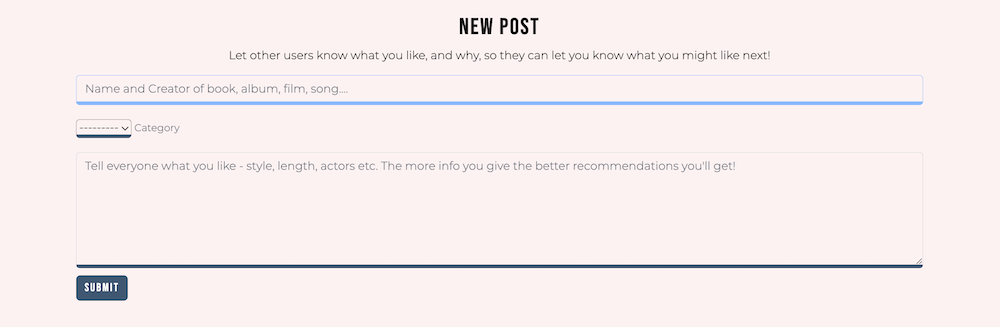 NEW POST
Let other users know what you like, and why, so they can let you know what you might like next!
Name and Creator of book, album, film, song....
--------- Category
Tell everyone what you like - style, length, actors etc. The more info you give the better recommendations you'll get!
SUBMIT